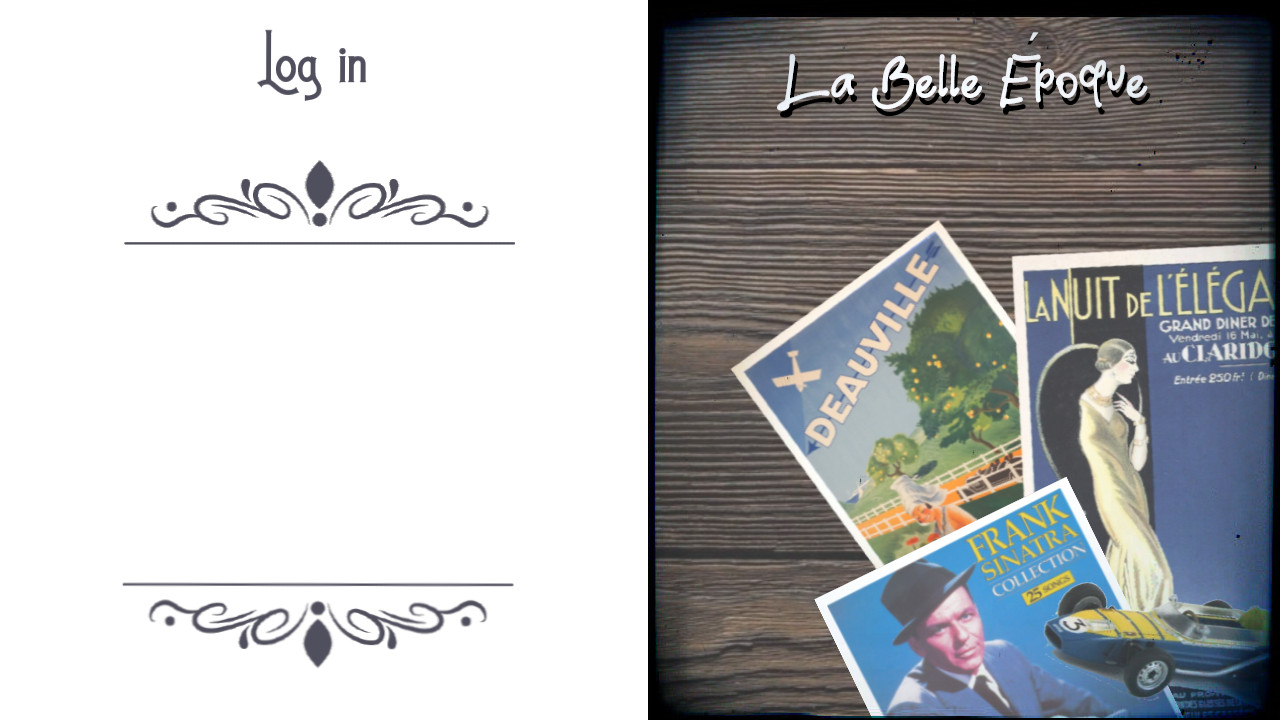 Log in
La Belle Époque
DEAUVILLE
LA NUIT DE L'ÉLÉGA
GRAND DINER DE
Vendredi 16 Mai
AU CLARIDG
Entrée 250 fr.
FRANK
SINATRA
COLLECTION
25 SONGS
3